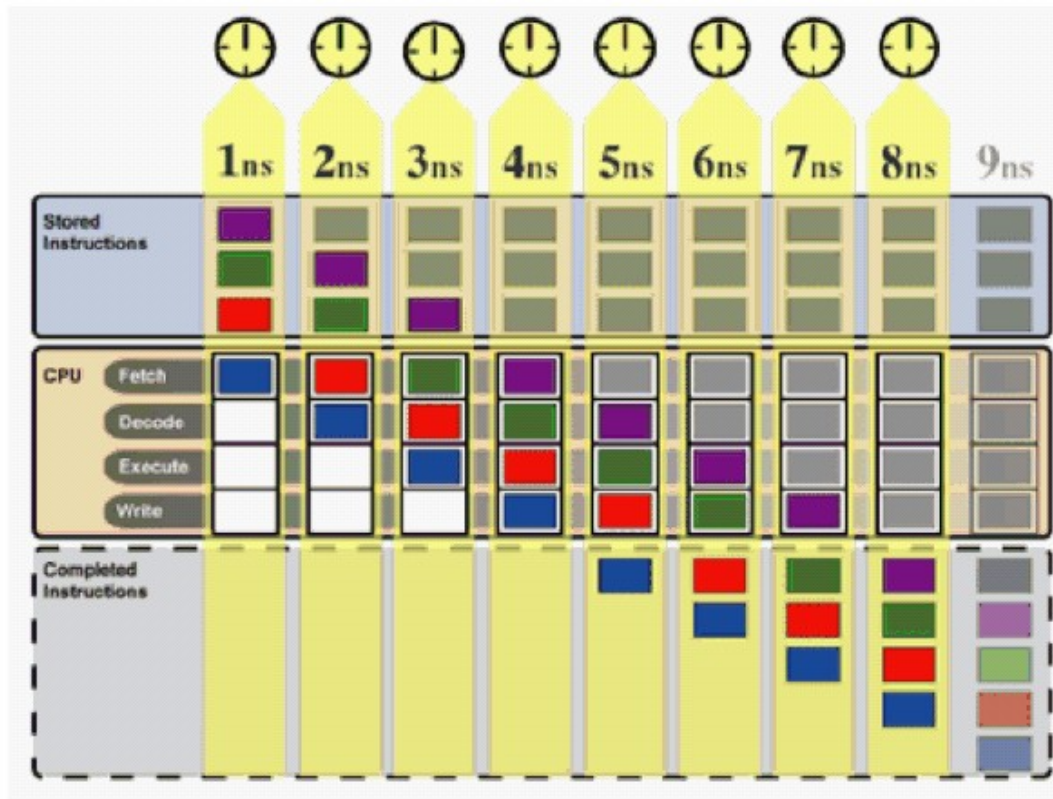 1ns 2ns 3ns 4ns 5ns 6ns 7ns 8ns 9ns
Stored
Instructions
CPU
Fetch
Decode
Execute
Write
Completed
Instructions